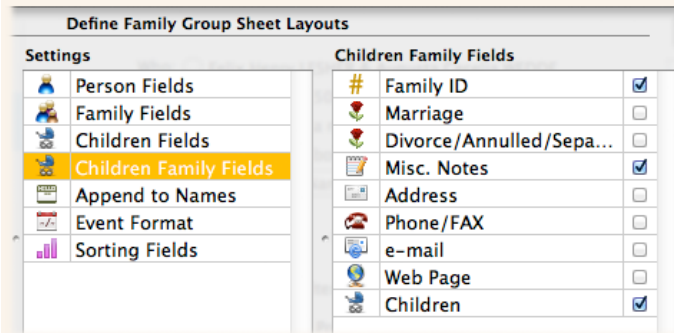 Define Family Group Sheet Layouts
Settings
Person Fields
Family Fields
Children Fields
Children Family Fields
Append to Names
Event Format
Sorting Fields
Children Family Fields
# Family ID
Marriage
Divorce/Annulled/Sepa...
Misc. Notes
Address
Phone/FAX
e-mail
Web Page
Children